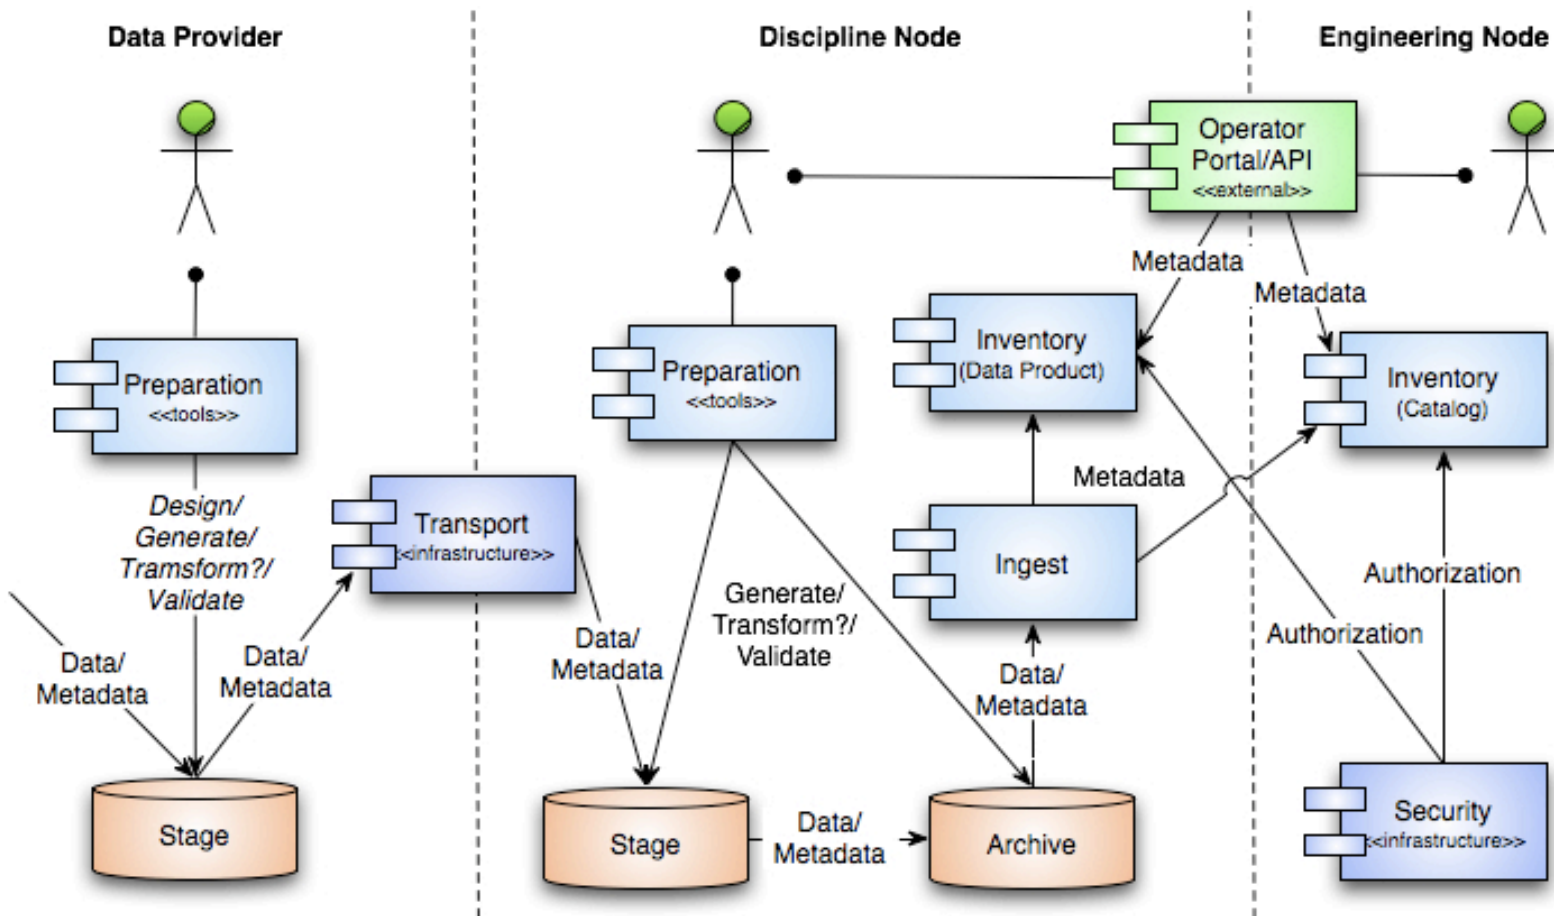 Data Provider
Discipline Node
Engineering Node
Operator
Portal/API
<<external>>
Metadata
Metadata
Preparation
<<tools>>
Preparation
<<tools>>
Inventory
(Data Product)
Inventory
(Catalog)
Design/
Generate/
Tramsform?/
Validate
Transport
<<infrastructure>>
Metadata
Ingest
Authorization
Authorization
Generate/
Transform?/
Validate
Data/
Metadata
Data/
Metadata
Data/
Metadata
Data/
Metadata
Stage
Stage
Data/
Metadata
Archive
Security
<<infrastructure>>